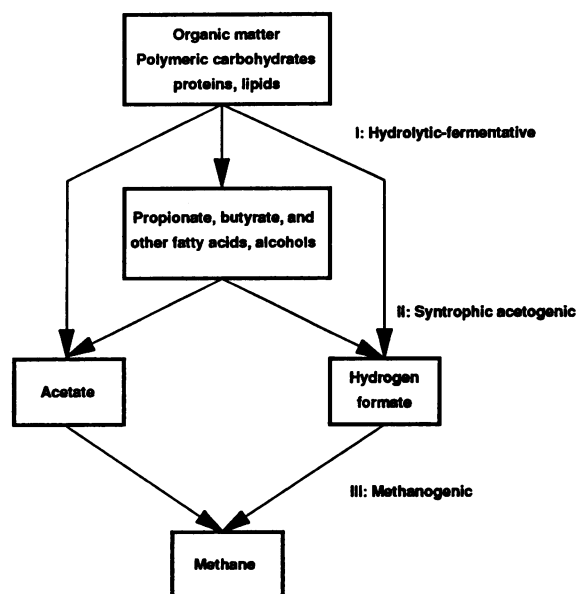 Organic matter
Polymeric carbohydrates
proteins, lipids
I: Hydrolytic-fermentative
Propionate, butyrate, and
other fatty acids, alcohols
II: Syntrophic acetogenic
Acetate
Hydrogen
formate
III: Methanogenic
Methane